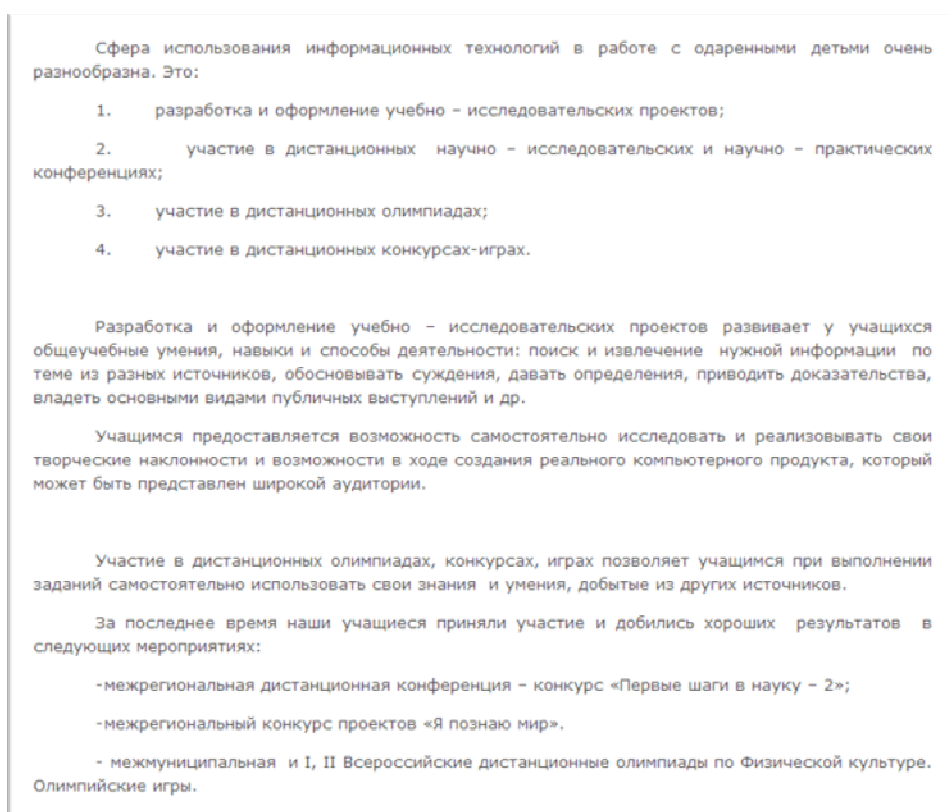 Сфера использования информационных технологий в работе с одаренными детьми очень
разнообразна. Это:
1. разработка и оформление учебно – исследовательских проектов;
2. участие в дистанционных научно – исследовательских и научно – практических
конференциях;
3. участие в дистанционных олимпиадах;
4. участие в дистанционных конкурсах-играх.
Разработка и оформление учебно – исследовательских проектов развивает у учащихся
общеучебные умения, навыки и способы деятельности: поиск и извлечение нужной информации по
теме из разных источников, обосновывать суждения, давать определения, приводить доказательства,
владеть основными видами публичных выступлений и др.
Учащимся предоставляется возможность самостоятельно исследовать и реализовывать свои
творческие наклонности и возможности в ходе создания реального компьютерного продукта, который
может быть представлен широкой аудитории.
Участие в дистанционных олимпиадах, конкурсах, играх позволяет учащимся при выполнении
заданий самостоятельно использовать свои знания и умения, добытые из других источников.
За последнее время наши учащиеся приняли участие и добились хороших результатов в
следующих мероприятиях:
-межрегиональная дистанционная конференция – конкурс «Первые шаги в науку – 2»;
-межрегиональный конкурс проектов «Я познаю мир».
- межмуниципальная и I, II Всероссийские дистанционные олимпиады по Физической культуре.
Олимпийские игры.